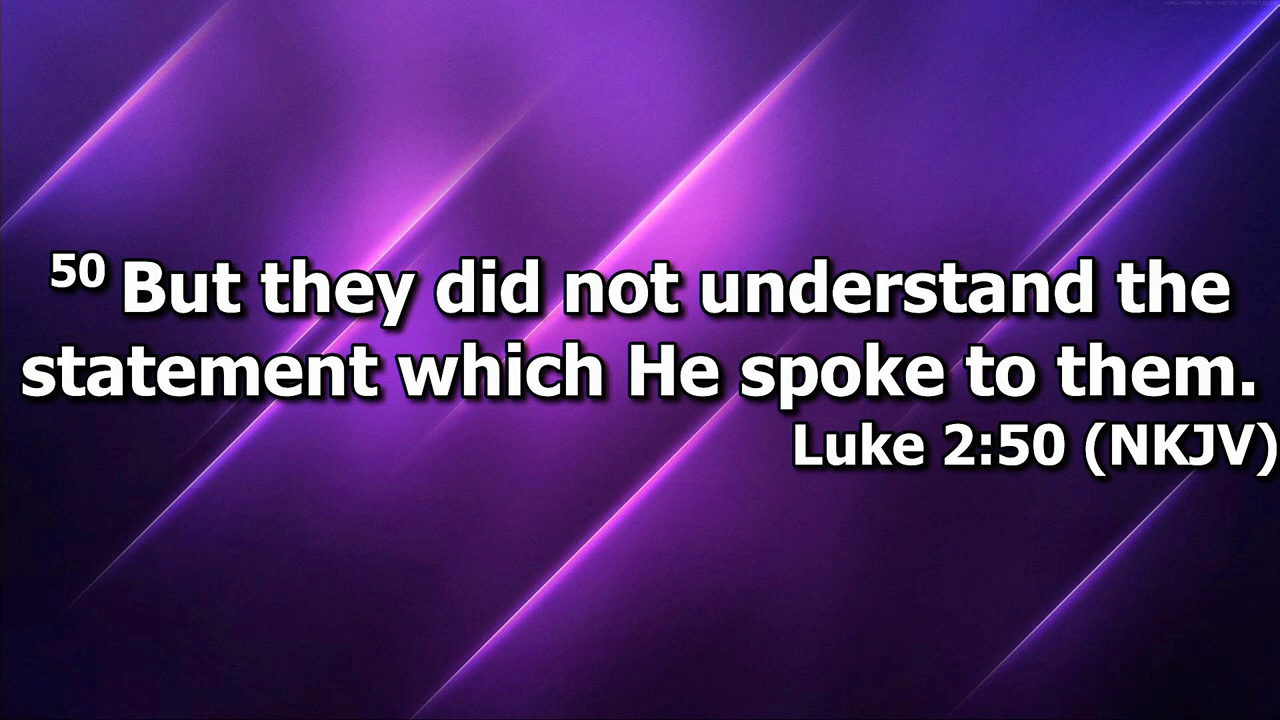 50 But they did not understand the
statement which He spoke to them.
Luke 2:50 (NKJV)